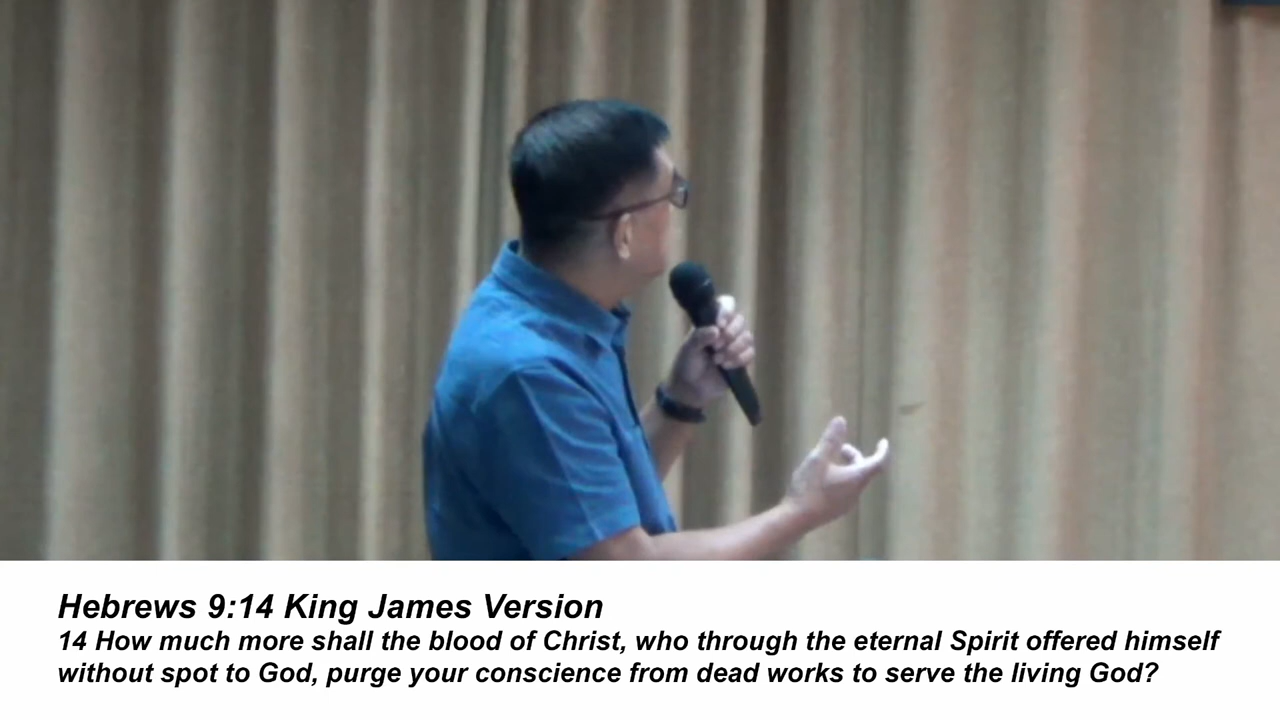 Hebrews 9:14 King James Version
14 How much more shall the blood of Christ, who through the eternal Spirit offered himself
without spot to God, purge your conscience from dead works to serve the living God?